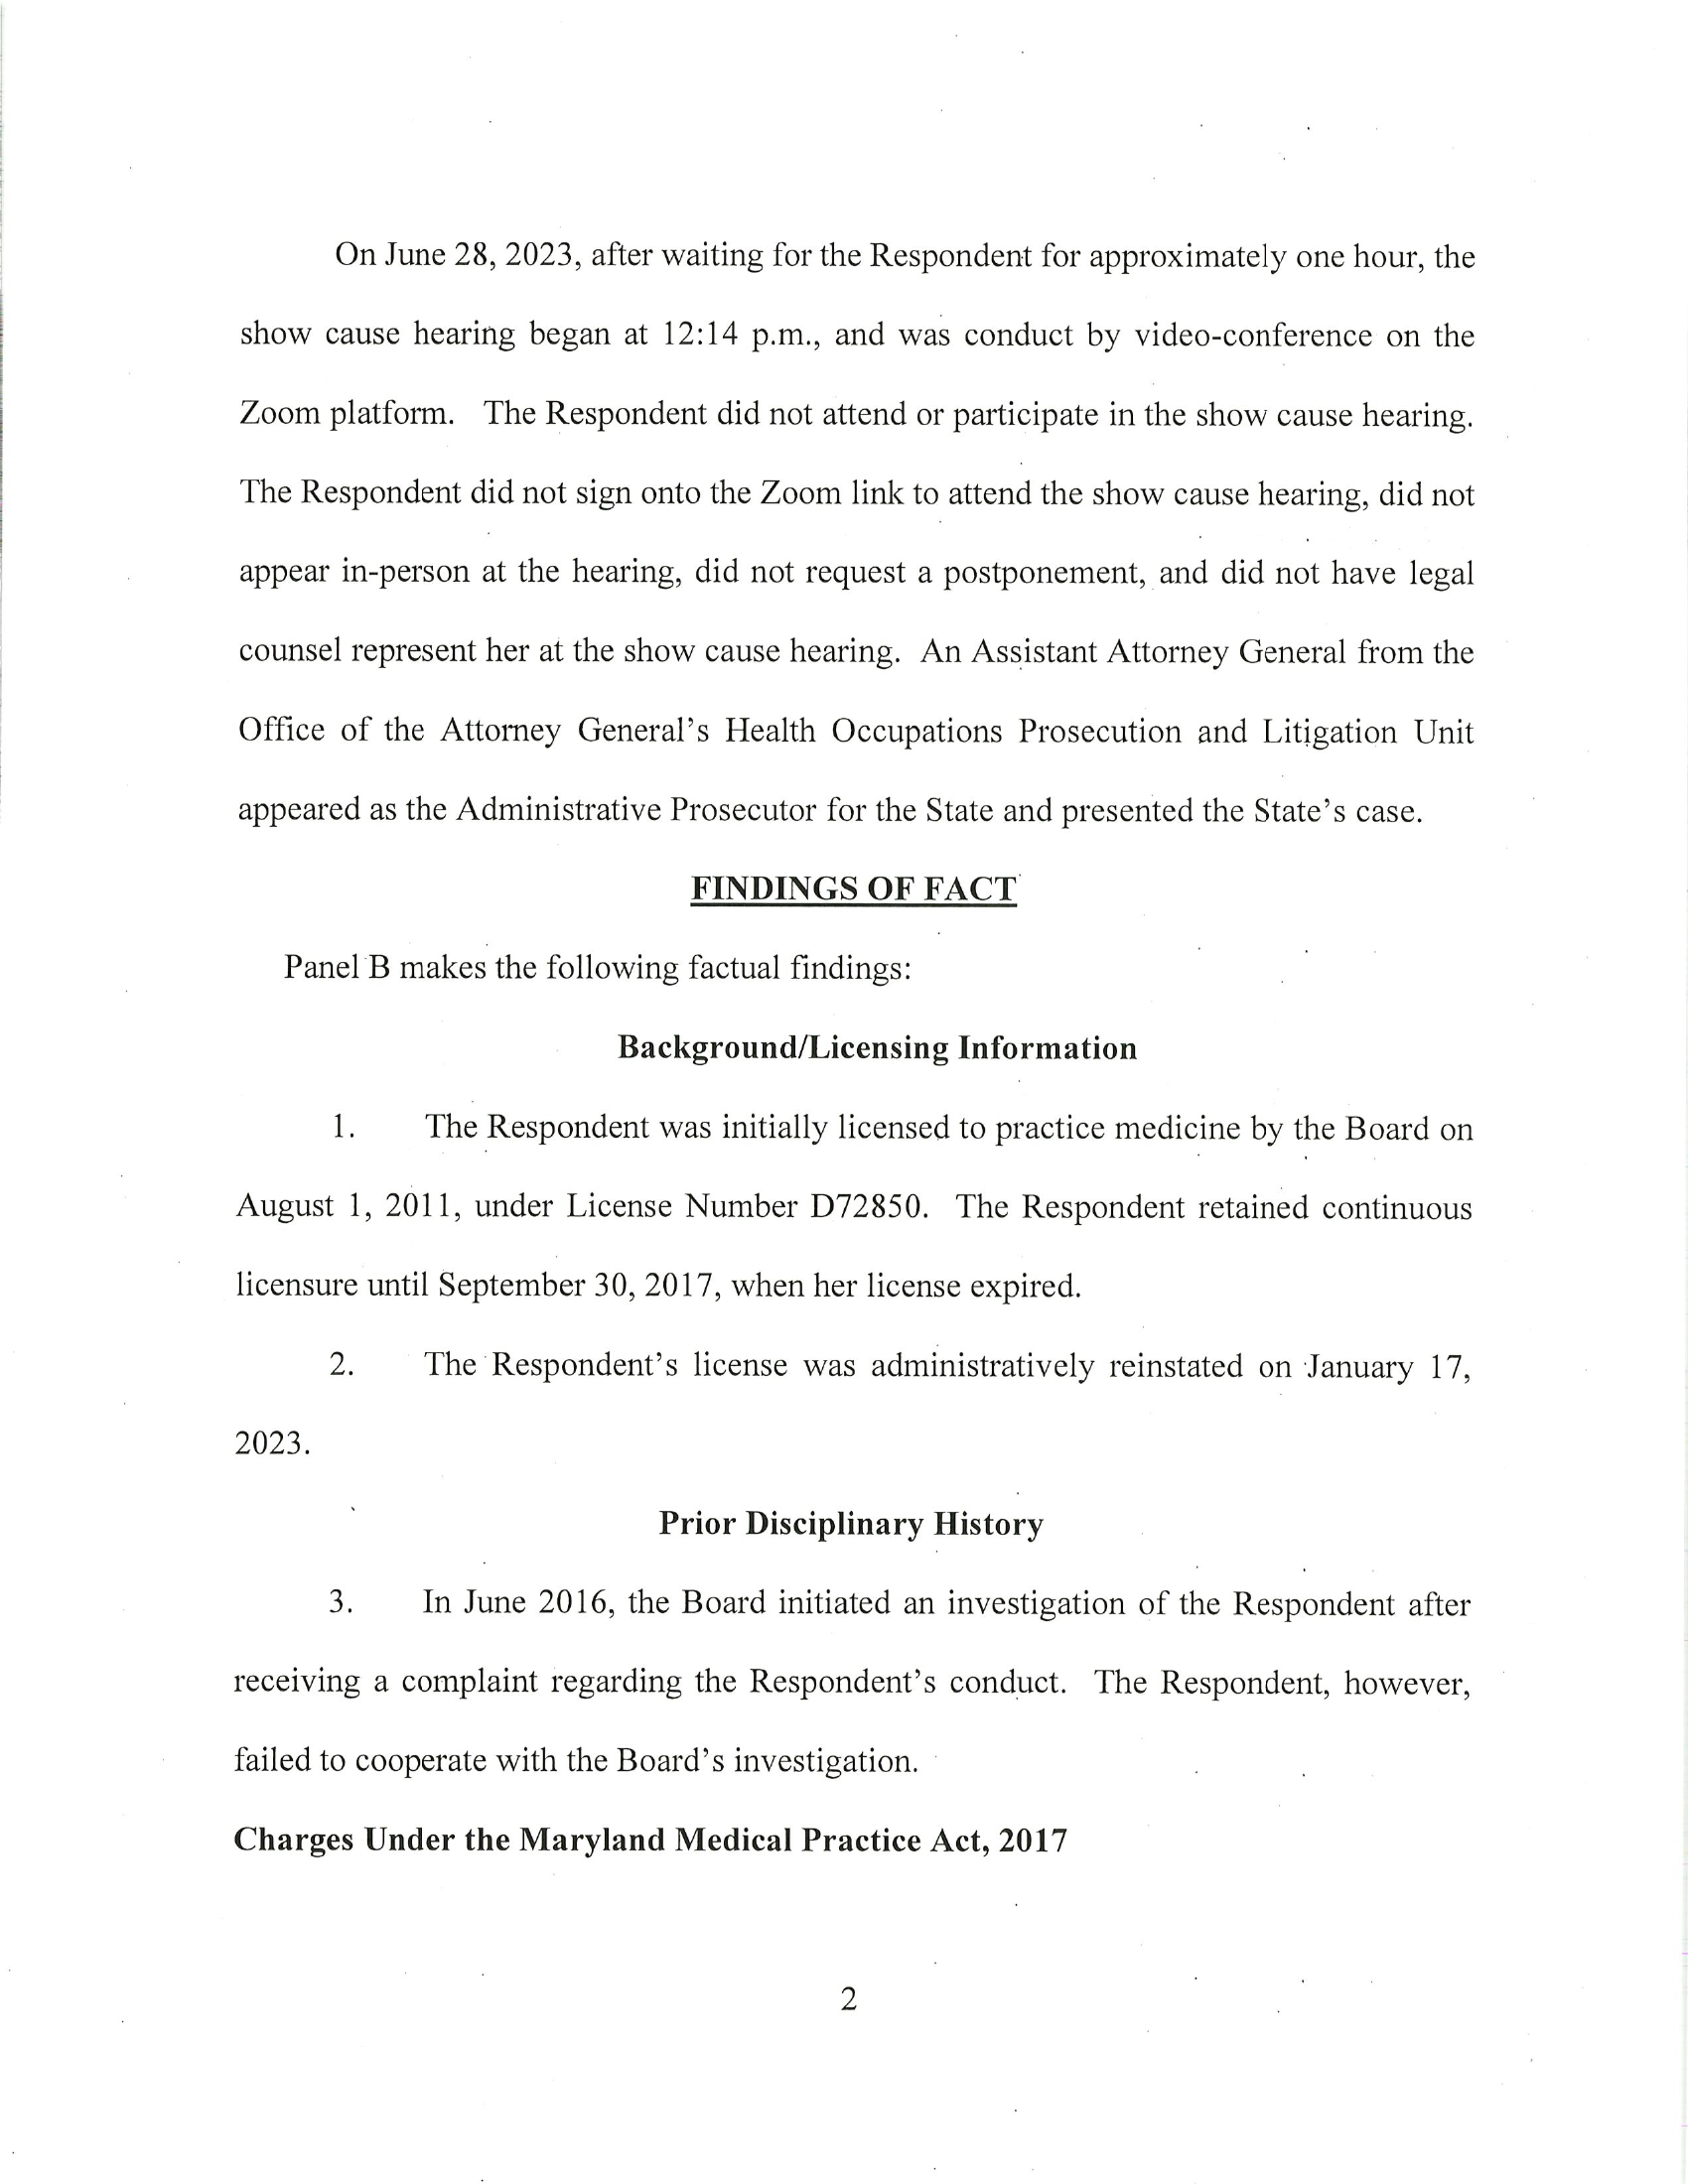 On June 28, 2023, after waiting for the Respondent for approximately one hour, the
show cause hearing began at 12:14 p.m., and was conduct by video-conference on the
Zoom platform. The Respondent did not attend or participate in the show cause hearing.
The Respondent did not sign onto the Zoom link to attend the show cause hearing, did not
appear in-person at the hearing, did not request a postponement, and did not have legal
counsel represent her at the show cause hearing. An Assistant Attorney General from the
Office of the Attorney General's Health Occupations Prosecution and Litigation Unit
appeared as the Administrative Prosecutor for the State and presented the State's case.
FINDINGS OF FACT
Panel B makes the following factual findings:
Background/Licensing Information
1. The Respondent was initially licensed to practice medicine by the Board on
August 1, 2011, under License Number D72850. The Respondent retained continuous
licensure until September 30, 2017, when her license expired.
2. The Respondent's license was administratively reinstated on January 17,
2023.
Prior Disciplinary History
3. In June 2016, the Board initiated an investigation of the Respondent after
receiving a complaint regarding the Respondent's conduct. The Respondent, however,
failed to cooperate with the Board's investigation.
Charges Under the Maryland Medical Practice Act, 2017
2